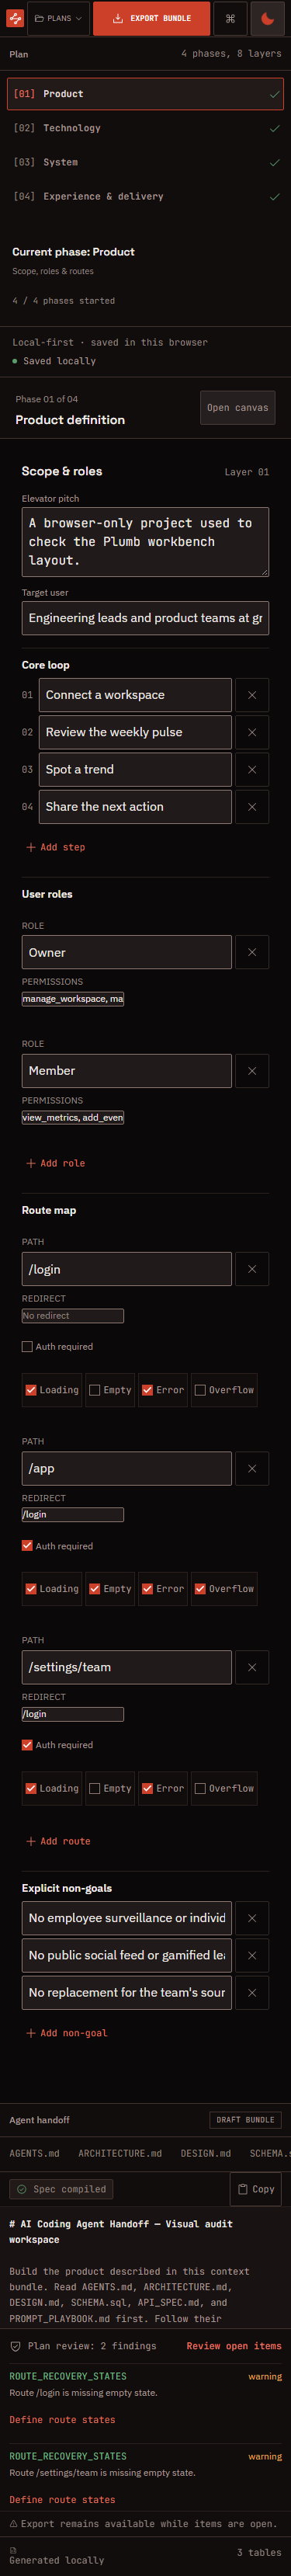 PLANS
EXPORT BUNDLE
⌘
Plan
4 phases, 8 layers
[01] Product
[02] Technology
[03] System
[04] Experience & delivery
Current phase: Product
Scope, roles & routes
4 / 4 phases started
Local-first · saved in this browser
Saved locally
Phase 01 of 04
Product definition
Open canvas
Scope & roles
Layer 01
Elevator pitch
A browser-only project used to
check the Plumb workbench
layout.
Target user
Engineering leads and product teams at gr
Core loop
01 Connect a workspace
02 Review the weekly pulse
03 Spot a trend
04 Share the next action
+ Add step
User roles
ROLE
Owner
PERMISSIONS
manage_workspace, ma
ROLE
Member
PERMISSIONS
view_metrics, add_even
+ Add role
Route map
PATH
/login
REDIRECT
No redirect
Auth required
Loading Empty Error Overflow
PATH
/app
REDIRECT
/login
Auth required
Loading Empty Error Overflow
PATH
/settings/team
REDIRECT
/login
Auth required
Loading Empty Error Overflow
+ Add route
Explicit non-goals
No employee surveillance or individ
No public social feed or gamified lea
No replacement for the team's sour
+ Add non-goal
Agent handoff
DRAFT BUNDLE
AGENTS.md ARCHITECTURE.md DESIGN.md SCHEMA.s
Spec compiled
Copy
# AI Coding Agent Handoff — Visual audit
workspace
Build the product described in this context
bundle. Read AGENTS.md, ARCHITECTURE.md,
DESIGN.md, SCHEMA.sql, API_SPEC.md, and
PROMPT_PLAYBOOK.md first. Follow their
Plan review: 2 findings
Review open items
ROUTE_RECOVERY_STATES
warning
Route /login is missing empty state.
Define route states
ROUTE_RECOVERY_STATES
warning
Route /settings/team is missing empty state.
Define route states
Export remains available while items are open.
Generated locally
3 tables